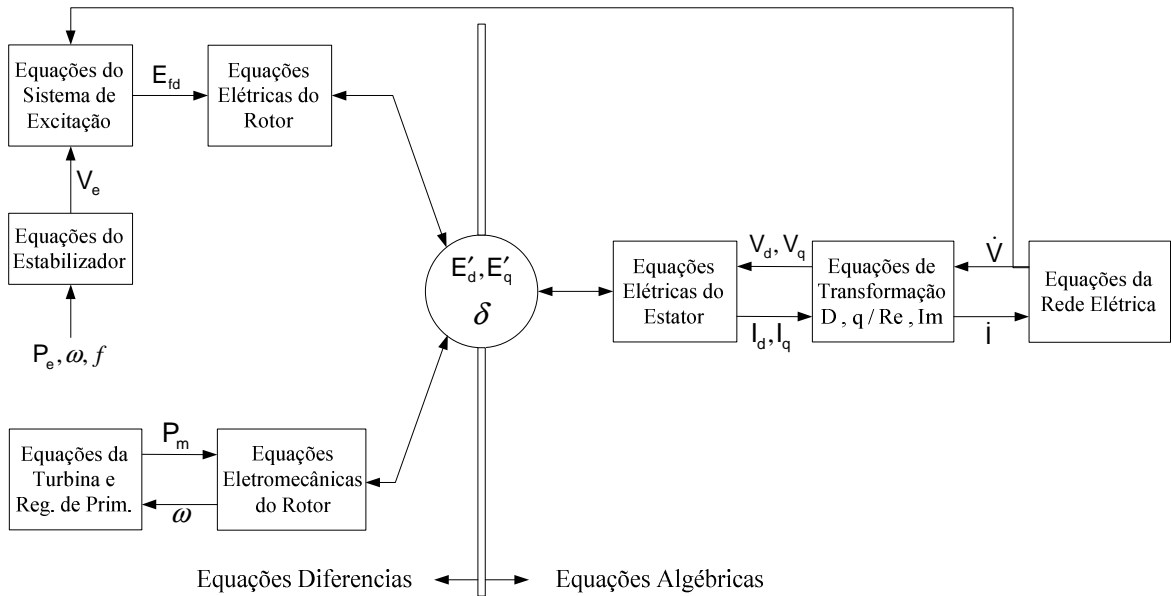 Equações do
Sistema de
Excitação
E_fd
Equações
Elétricas do
Rotor
V_e
Equações do
Estabilizador
P_e, ω, f
E′_d, E′_q
δ
Equações
Elétricas do
Estator
V_d, V_q
I_d, I_q
Equações de
Transformação
D , q / Re , Im
V̇
İ
Equações da
Rede Elétrica
Equações da
Turbina e
Reg. de Prim.
P_m
ω
Equações
Eletromecânicas
do Rotor
Equações Diferencias
Equações Algébricas